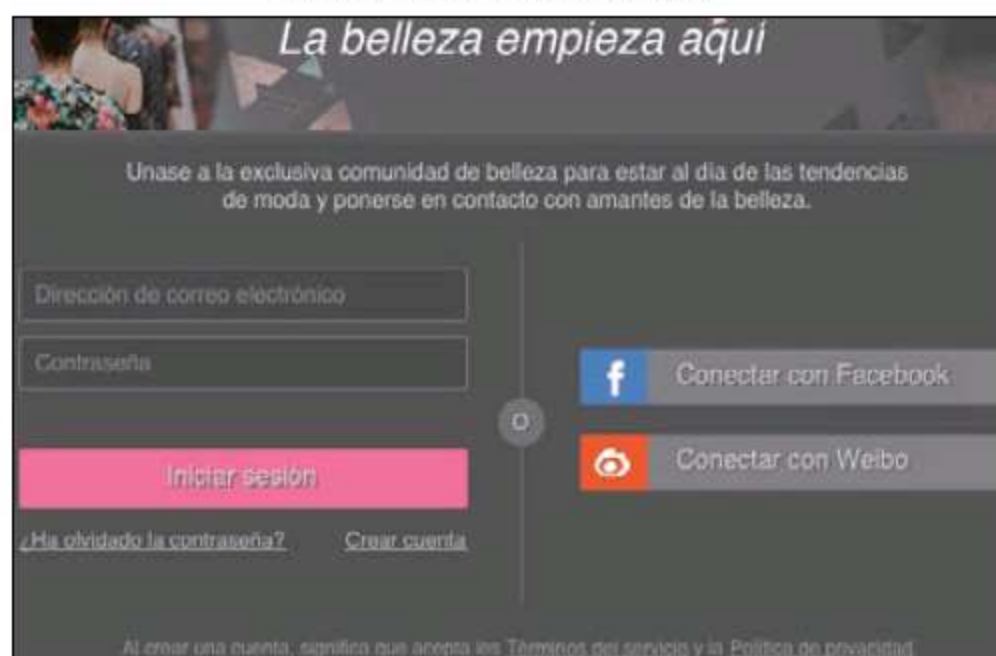 La belleza empieza aquí
Unase a la exclusiva comunidad de belleza para estar al dia de las tendencias
de moda y ponerse en contacto con amantes de la belleza.
Dirección de correo electrónico
Contraseña
Conectar con Facebook
O
Conectar con Weibo
Iniciar sesión
¿Ha olvidado la contraseña? Crear cuenta
Al crear una cuenta, significa que acepta los Términos del servicio y la Política de privacidad